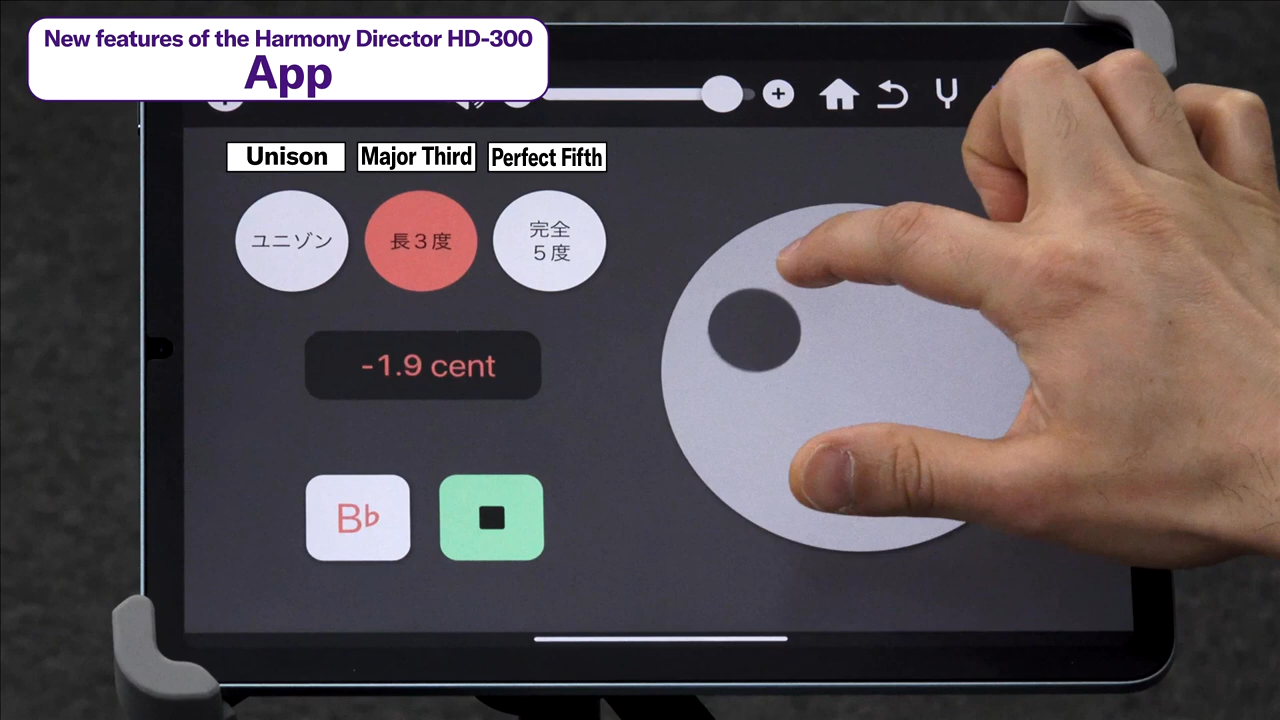 New features of the Harmony Director HD-300
App
Unison
Major Third
Perfect Fifth
ユニゾン
長3度
完全
5度
-1.9 cent
B♭